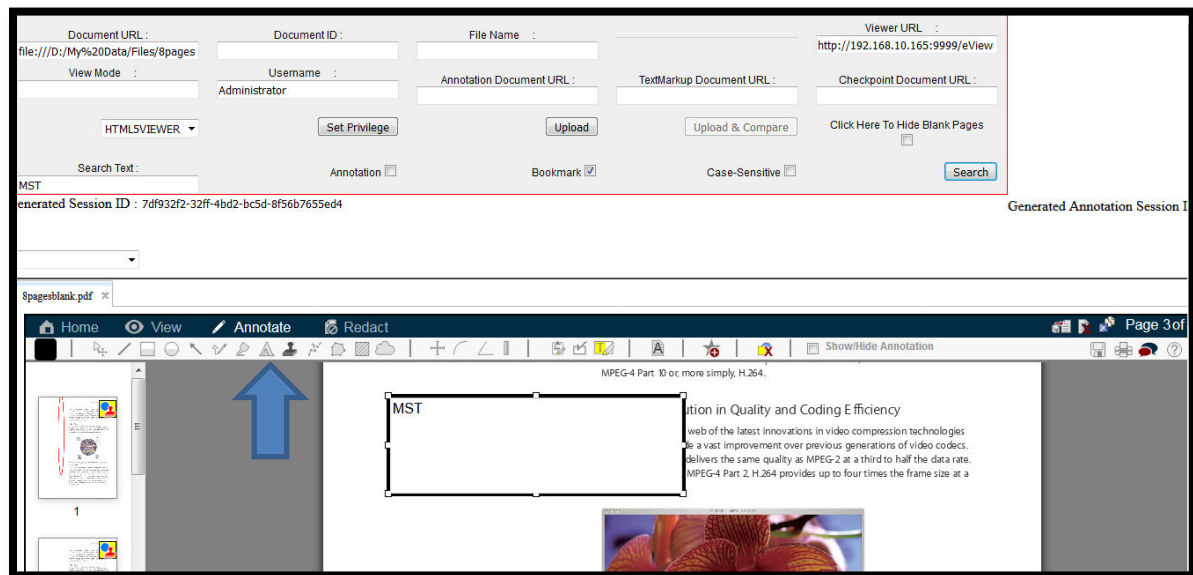 Document URL :
Document ID :
File Name :
Viewer URL :
file:///D:/My%20Data/Files/8pages
http://192.168.10.165:9999/eView
View Mode :
Username :
Annotation Document URL :
TextMarkup Document URL :
Checkpoint Document URL :
Administrator
HTML5VIEWER
Set Privilege
Upload
Upload & Compare
Click Here To Hide Blank Pages
Search Text :
Annotation
Bookmark
Case-Sensitive
Search
MST
enerated Session ID : 7df932f2-32ff-4bd2-bc5d-8f56b7655ed4
Generated Annotation Session I
8pagesblank.pdf
Home View Annotate Redact Page 3 of
Show/Hide Annotation
MPEG-4 Part 10 or, more simply, H.264.
MST
ution in Quality and Coding Efficiency
web of the latest innovations in video compression technologies
e a vast improvement over previous generations of video codecs.
delivers the same quality as MPEG-2 at a third to half the data rate.
MPEG-4 Part 2, H.264 provides up to four times the frame size at a
1